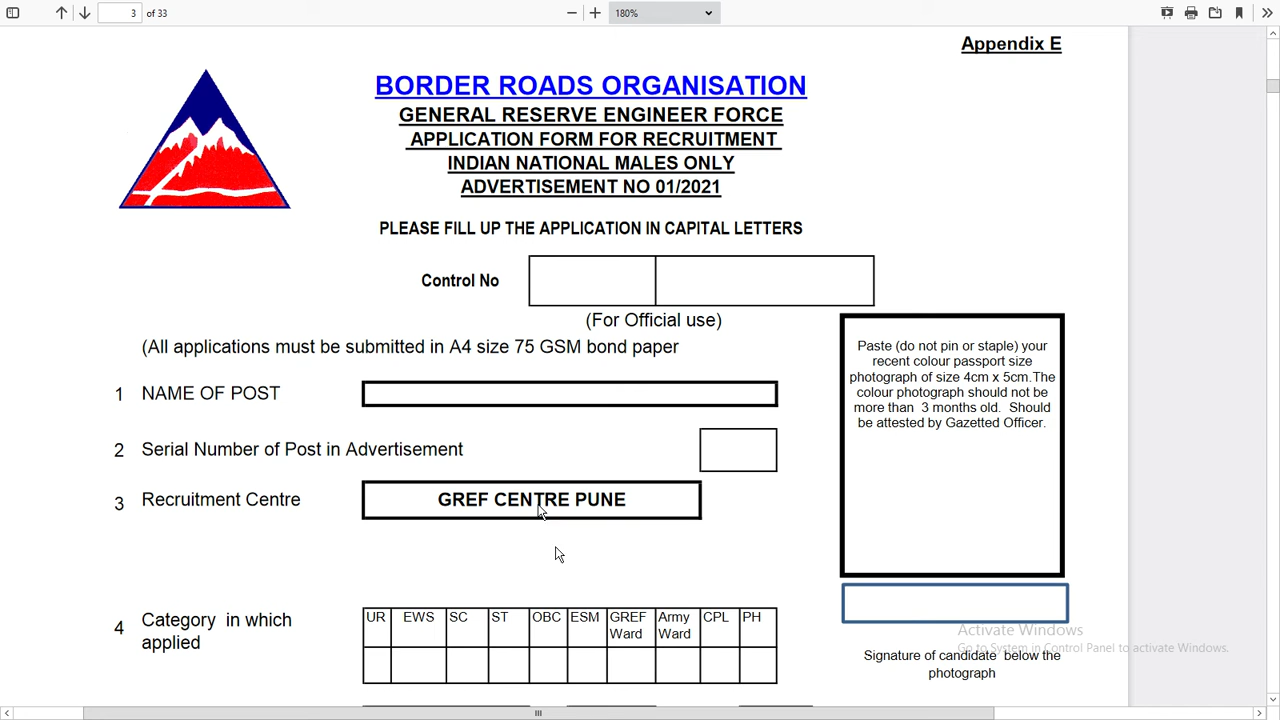 3 of 33
180%
Appendix E
BORDER ROADS ORGANISATION
GENERAL RESERVE ENGINEER FORCE
APPLICATION FORM FOR RECRUITMENT
INDIAN NATIONAL MALES ONLY
ADVERTISEMENT NO 01/2021
PLEASE FILL UP THE APPLICATION IN CAPITAL LETTERS
Control No
(For Official use)
(All applications must be submitted in A4 size 75 GSM bond paper
Paste (do not pin or staple) your
recent colour passport size
photograph of size 4cm x 5cm.The
colour photograph should not be
more than 3 months old. Should
be attested by Gazetted Officer.
1 NAME OF POST
2 Serial Number of Post in Advertisement
3 Recruitment Centre GREF CENTRE PUNE
4 Category in which
applied
UR EWS SC ST OBC ESM GREF Army CPL PH
Ward Ward
Activate Windows
Go to System in Control Panel to activate Windows.
Signature of candidate below the
photograph